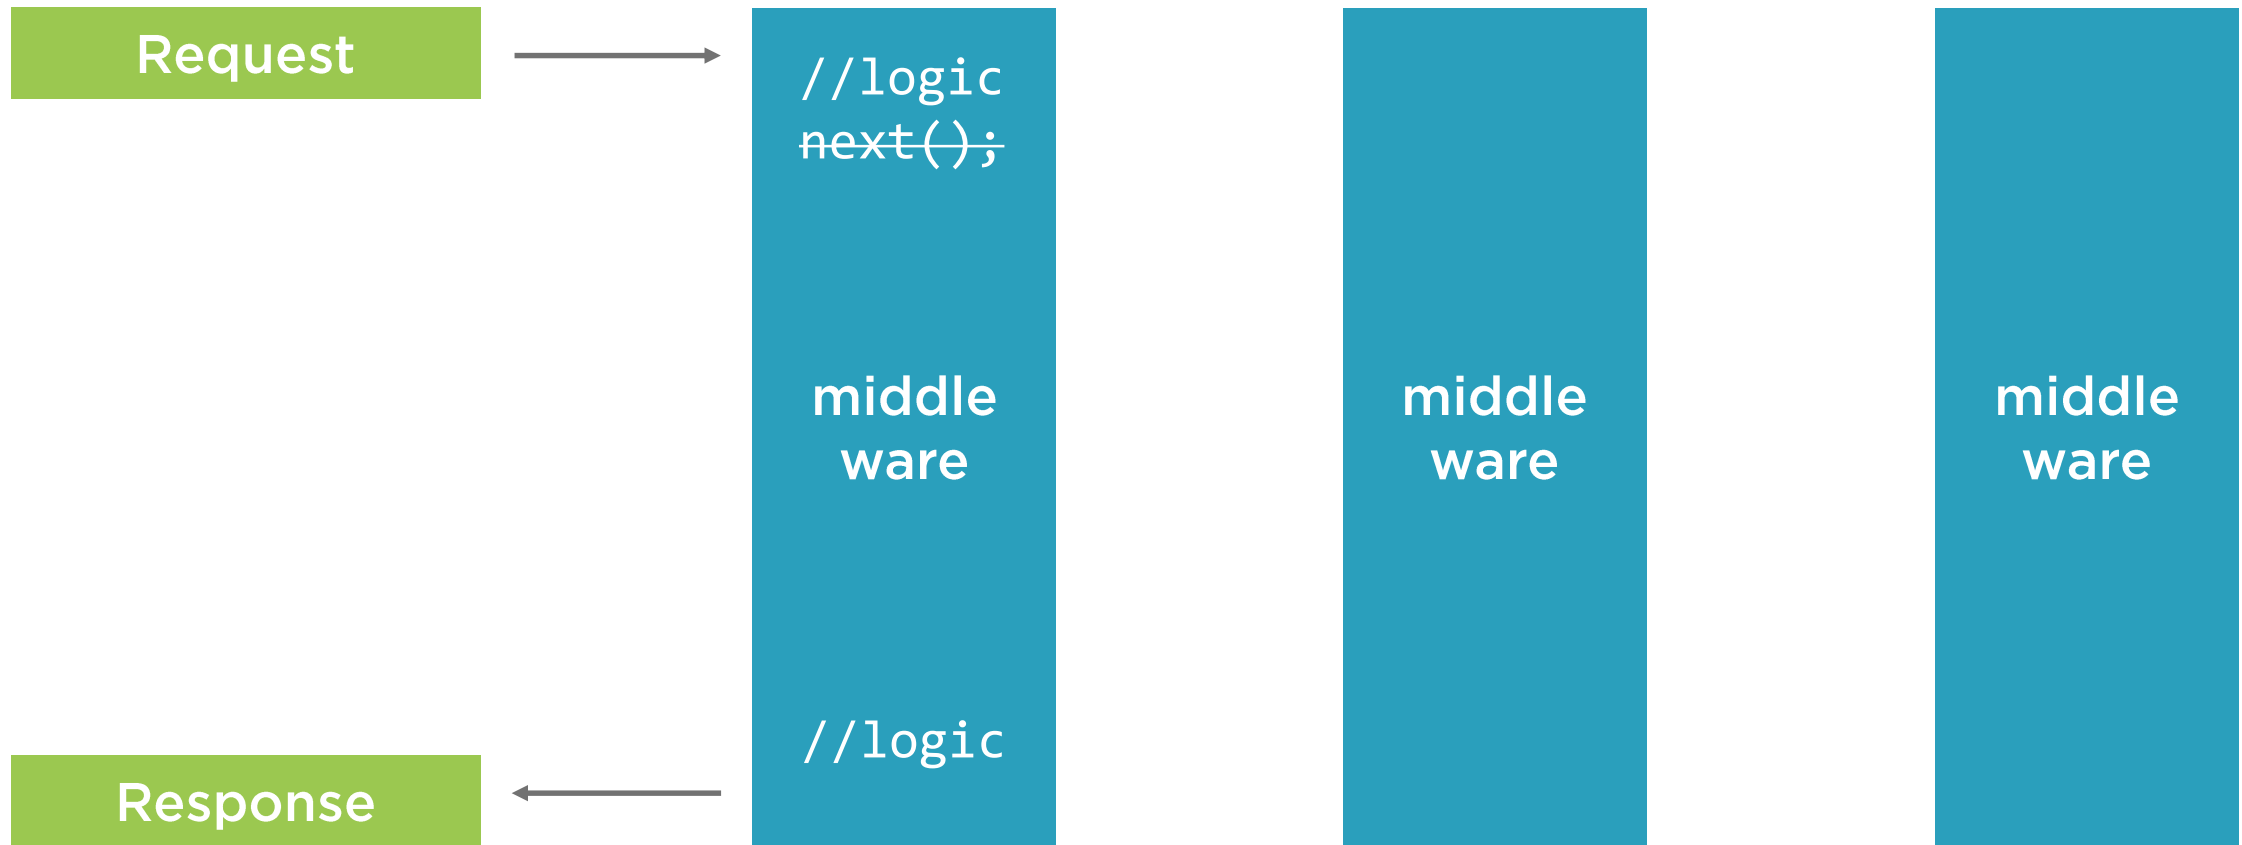 Request
//logic
next();
middle
ware
middle
ware
middle
ware
//logic
Response